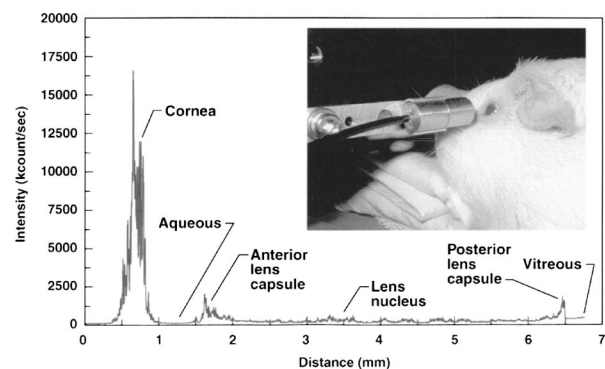 20000
17500
15000
12500
10000
7500
5000
2500
0
Intensity (kcount/sec)
Cornea
Aqueous
Anterior
lens
capsule
Lens
nucleus
Posterior
lens
capsule
Vitreous
0 1 2 3 4 5 6 7
Distance (mm)